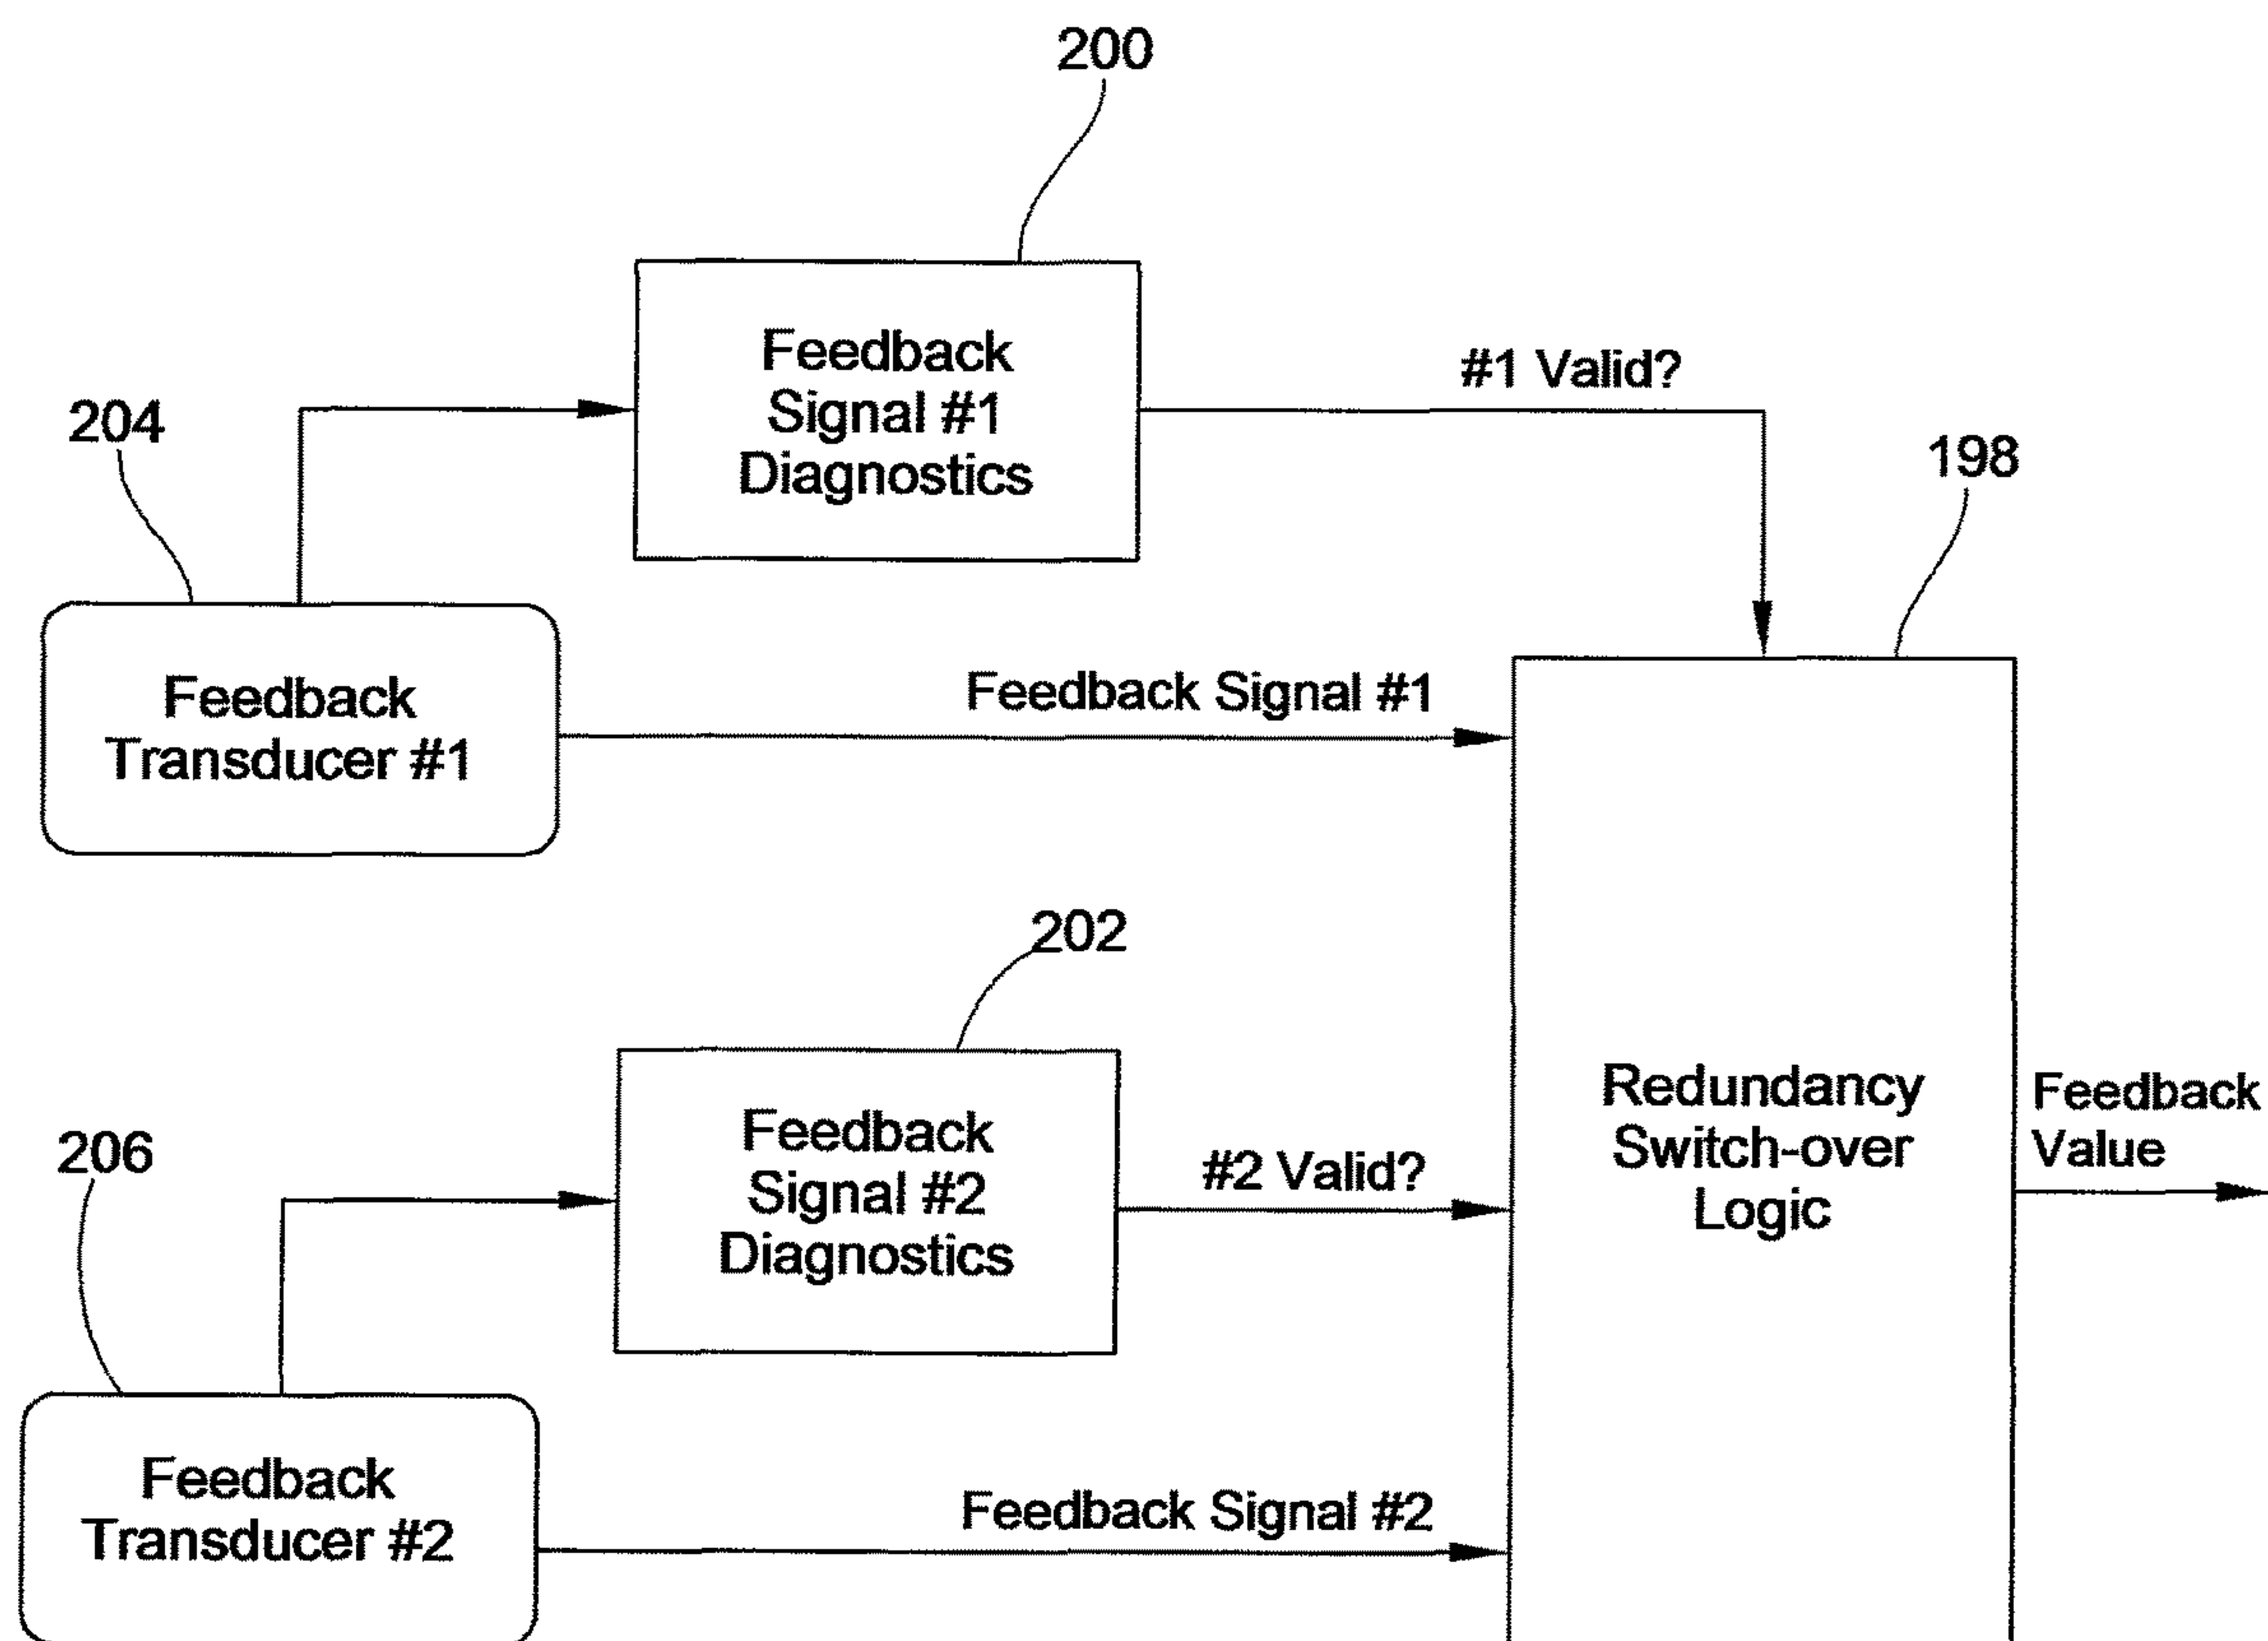 200
Feedback
Signal #1
Diagnostics
#1 Valid?
204
198
Feedback
Transducer #1
Feedback Signal #1
202
Feedback
Signal #2
Diagnostics
#2 Valid?
Redundancy
Switch-over
Logic
Feedback
Value
206
Feedback
Transducer #2
Feedback Signal #2